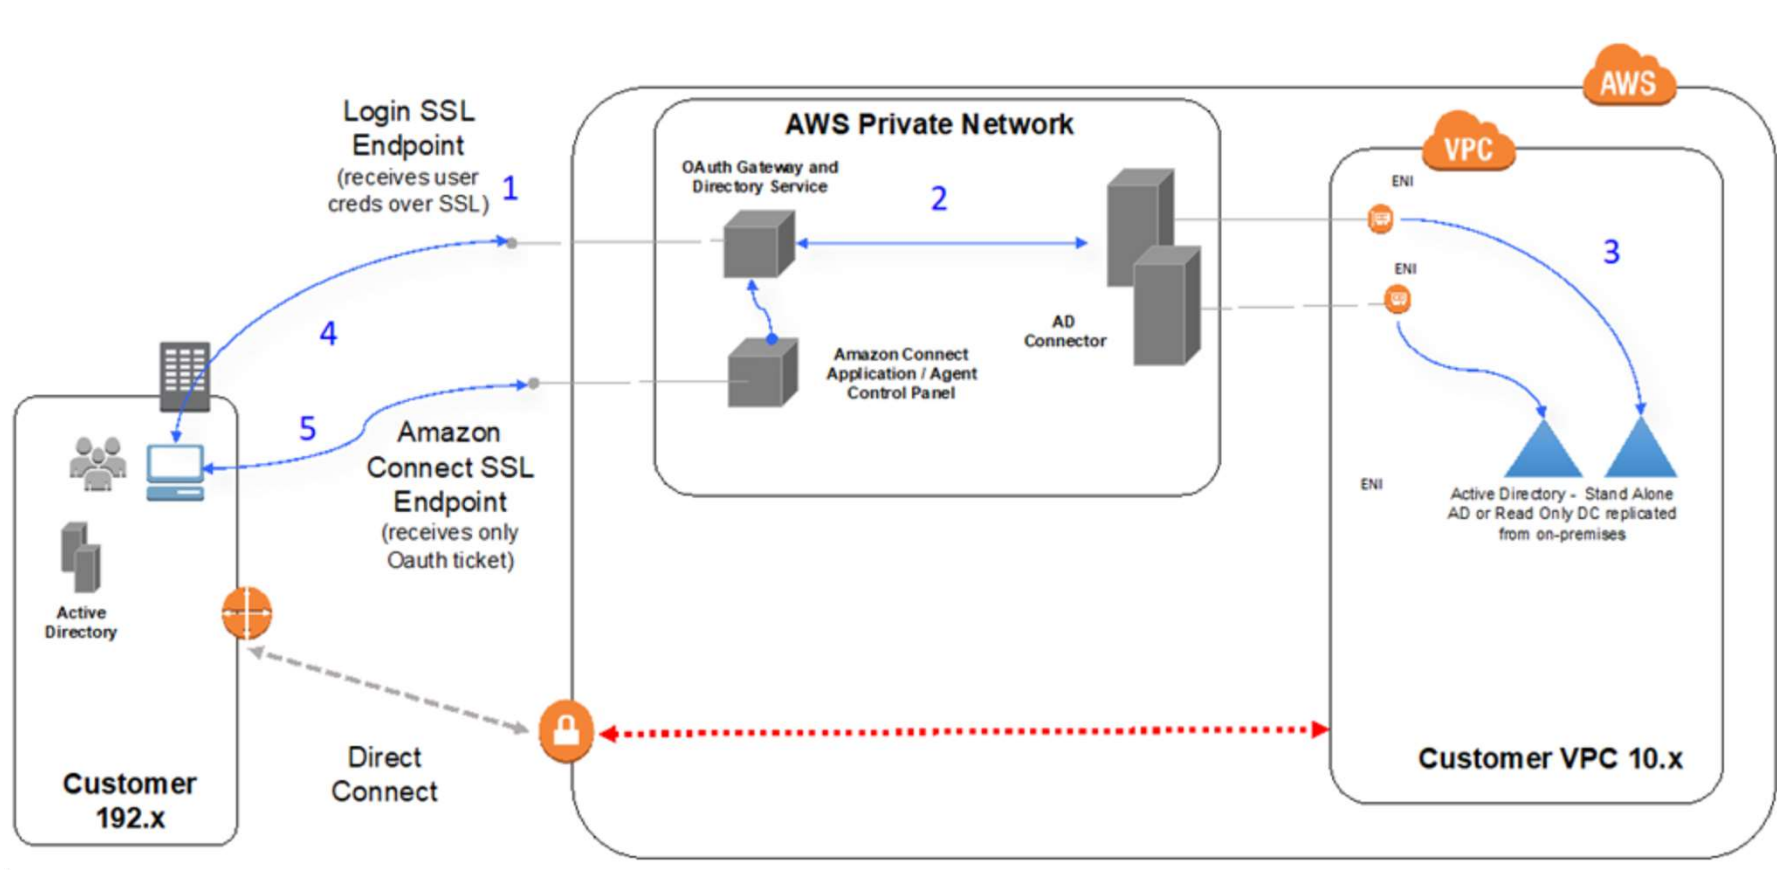 AWS
AWS Private Network
VPC
Login SSL
Endpoint
(receives user
creds over SSL)
1
OAuth Gateway and
Directory Service
2
ENI
3
ENI
4
AD
Connector
Amazon Connect
Application / Agent
Control Panel
5
Amazon
Connect SSL
Endpoint
(receives only
Oauth ticket)
ENI
Active Directory - Stand Alone
AD or Read Only DC replicated
from on-premises
Active
Directory
Direct
Connect
Customer
192.x
Customer VPC 10.x